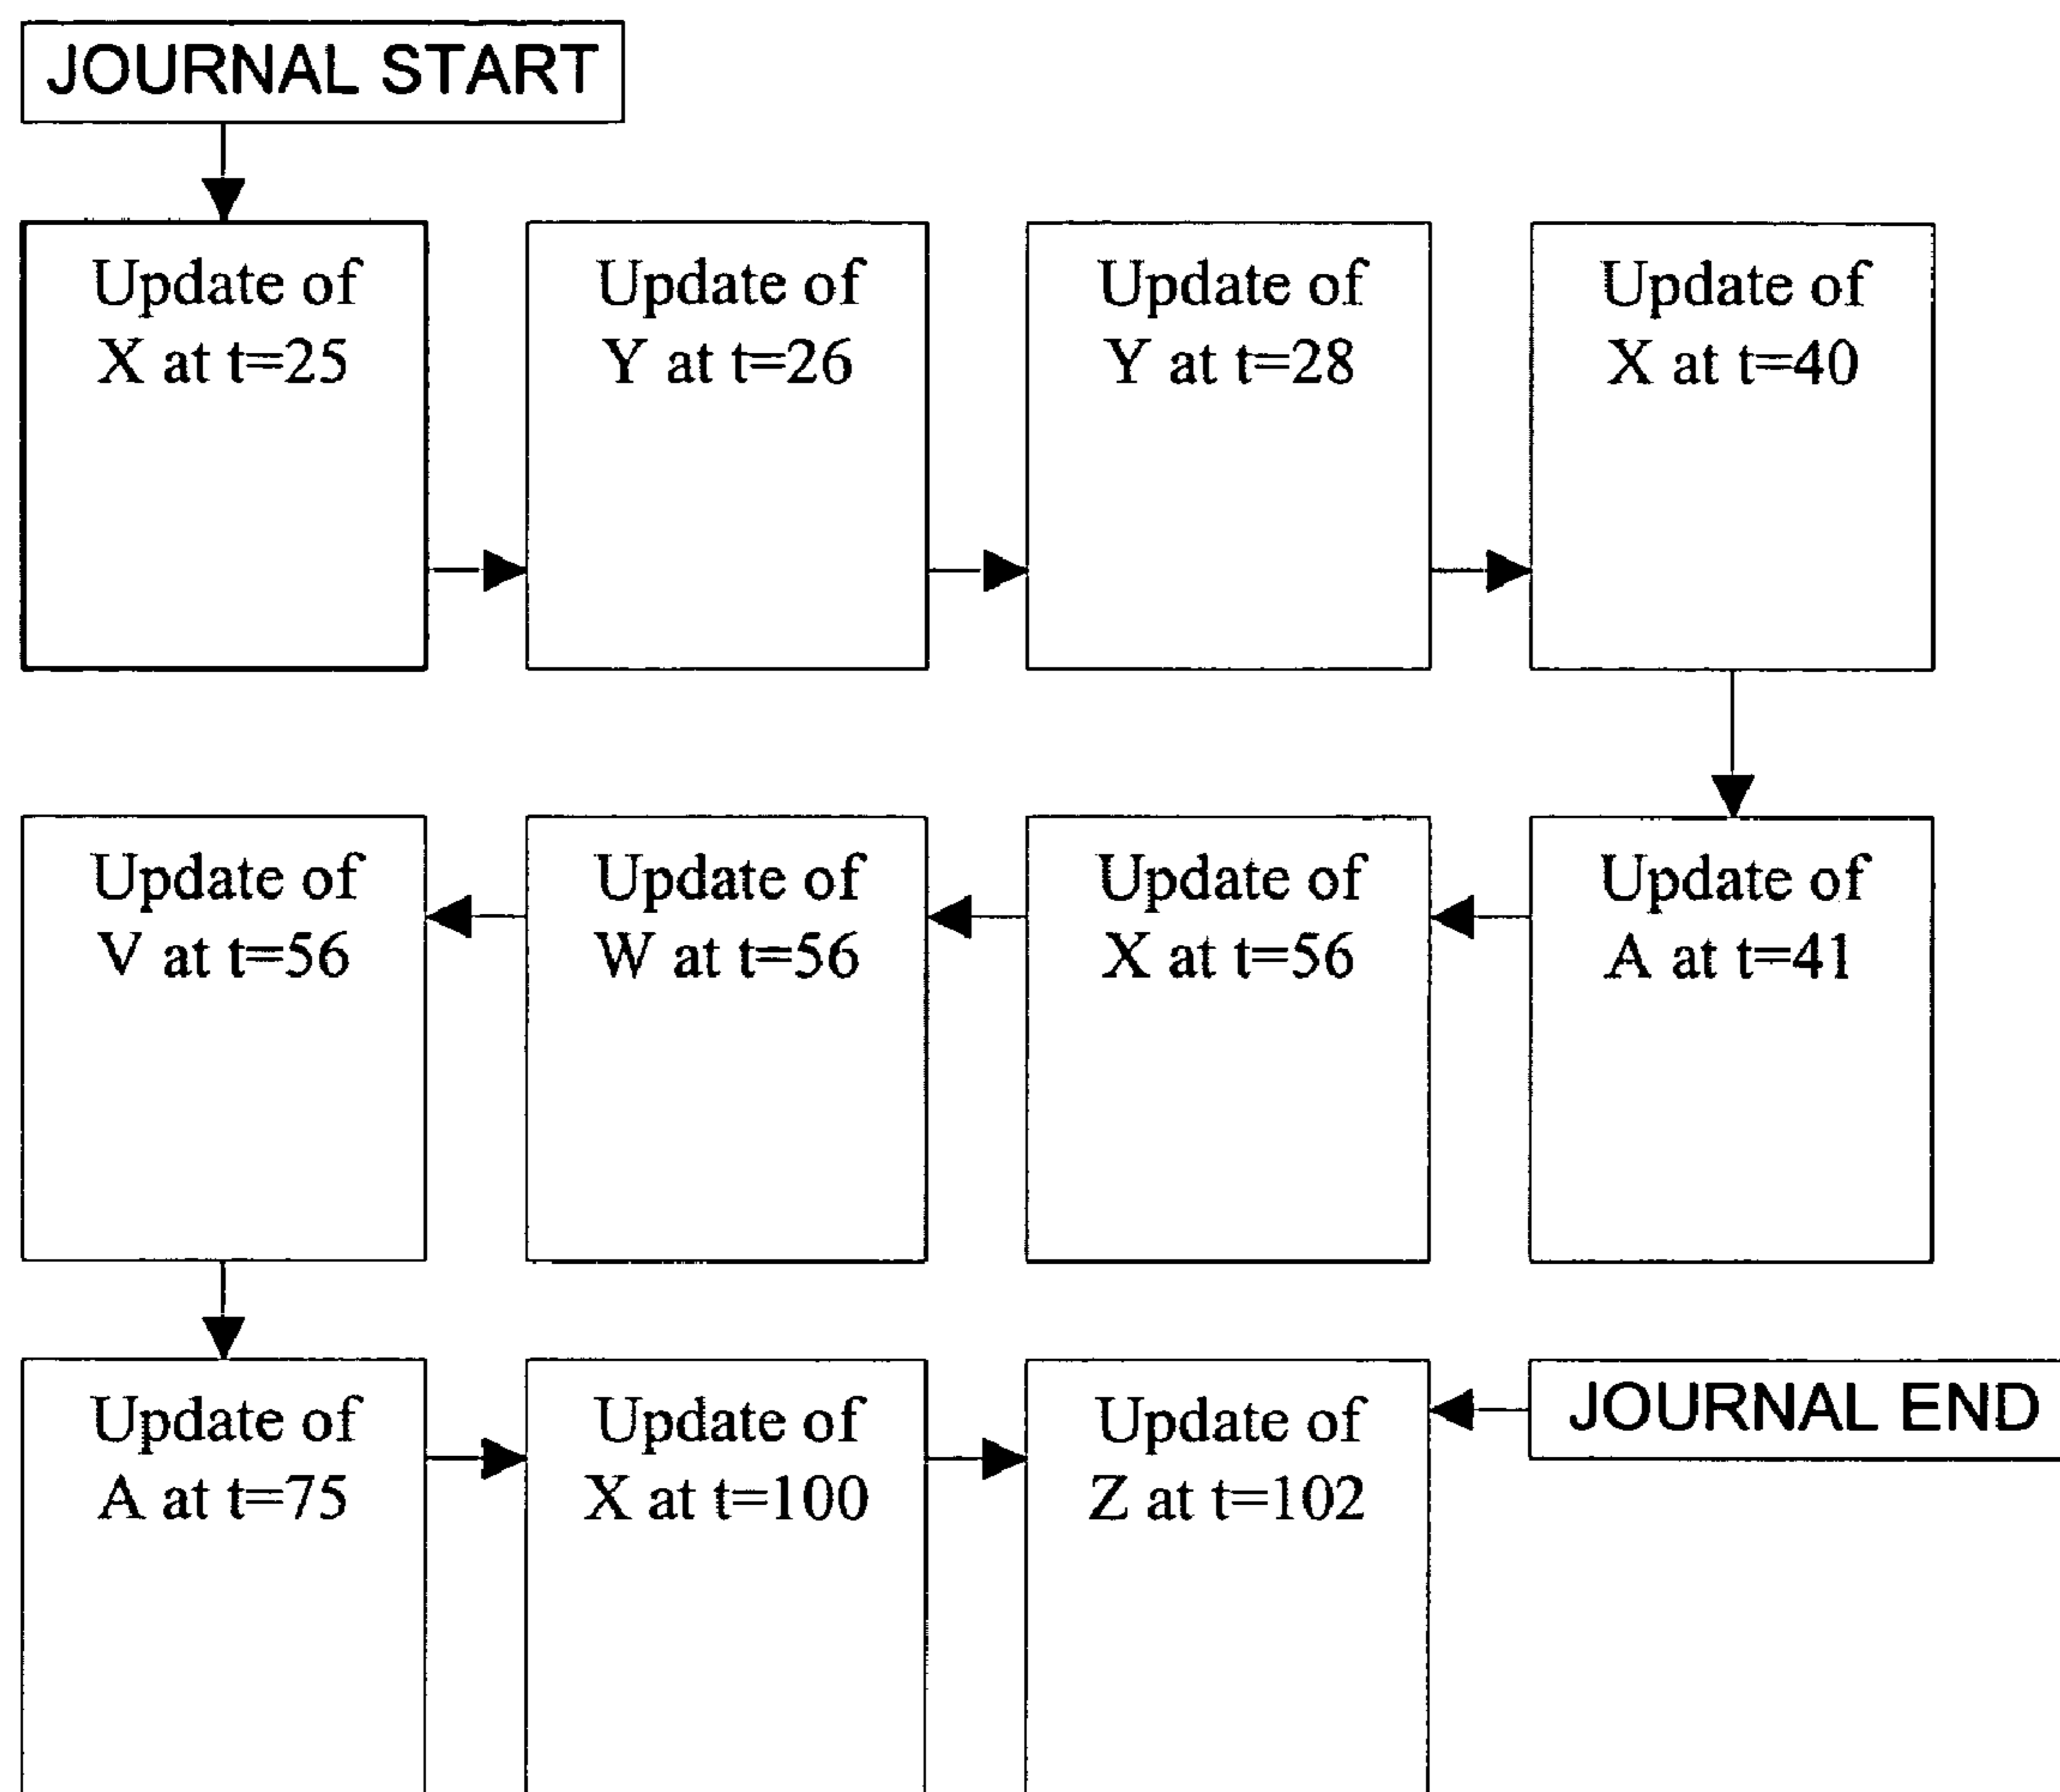 JOURNAL START
Update of
X at t=25
Update of
Y at t=26
Update of
Y at t=28
Update of
X at t=40
Update of
V at t=56
Update of
W at t=56
Update of
X at t=56
Update of
A at t=41
Update of
A at t=75
Update of
X at t=100
Update of
Z at t=102
JOURNAL END